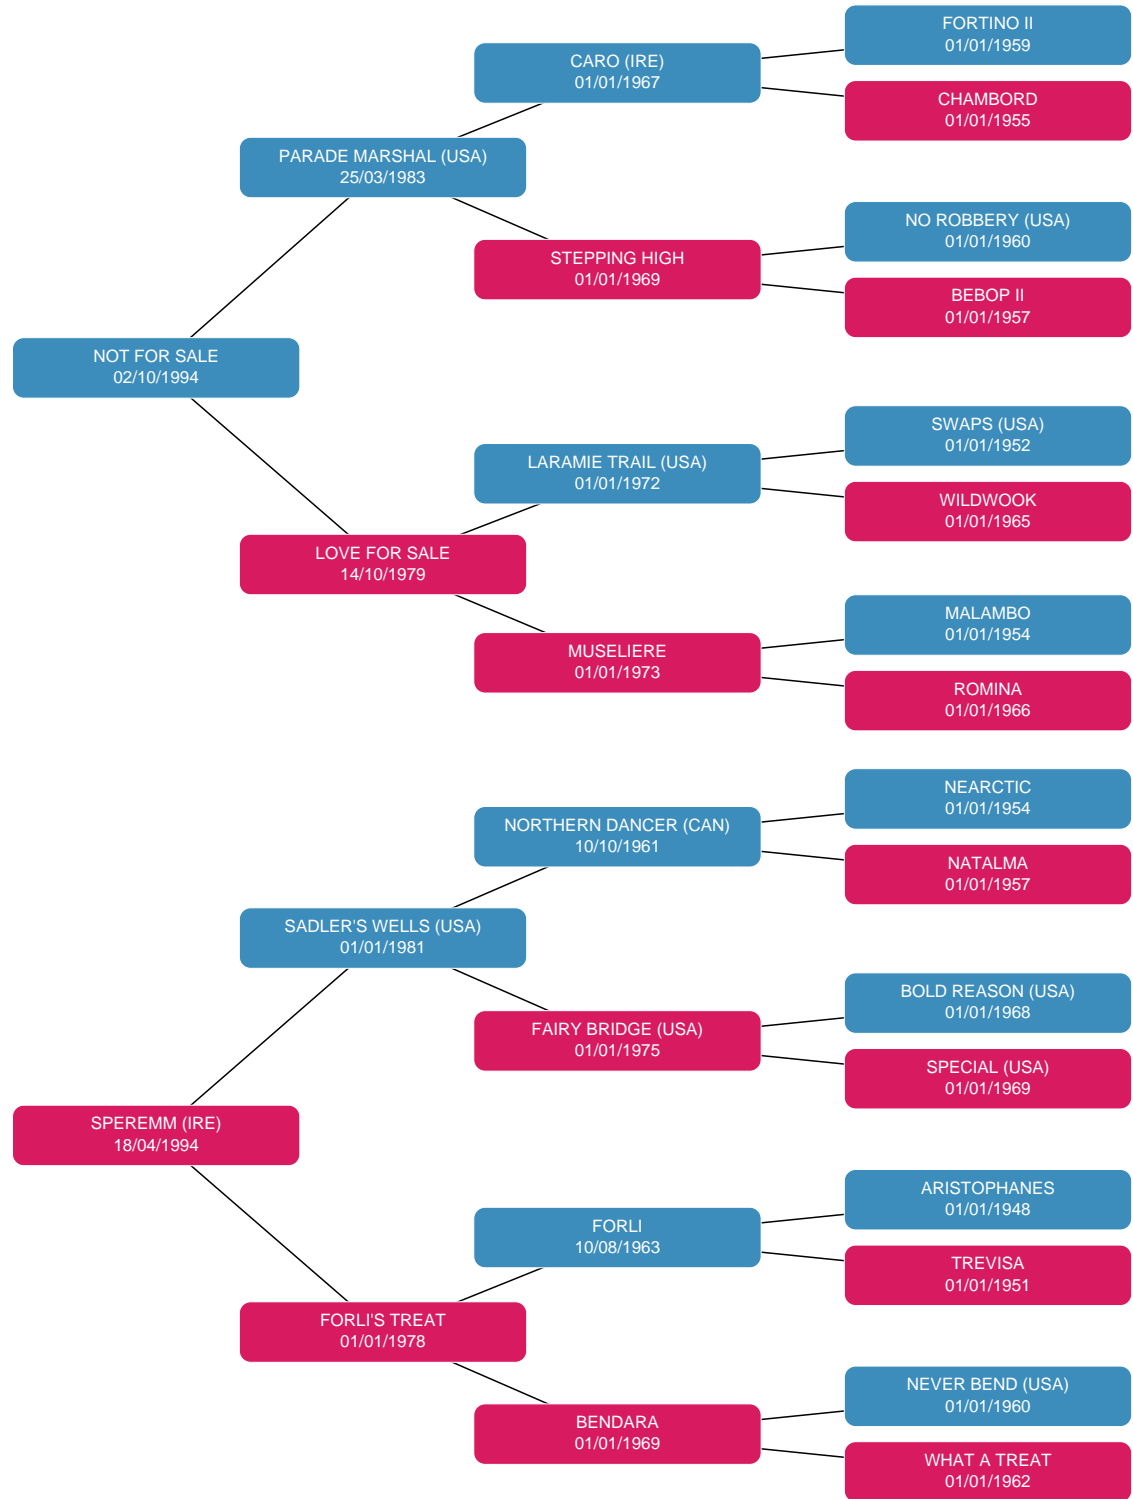 FORTINO II
01/01/1959
CARO (IRE)
01/01/1967
CHAMBORD
01/01/1955
PARADE MARSHAL (USA)
25/03/1983
NO ROBBERY (USA)
01/01/1960
STEPPING HIGH
01/01/1969
BEBOP II
01/01/1957
NOT FOR SALE
02/10/1994
SWAPS (USA)
01/01/1952
LARAMIE TRAIL (USA)
01/01/1972
WILDWOOK
01/01/1965
LOVE FOR SALE
14/10/1979
MALAMBO
01/01/1954
MUSELIERE
01/01/1973
ROMINA
01/01/1966
NEARCTIC
01/01/1954
NORTHERN DANCER (CAN)
10/10/1961
NATALMA
01/01/1957
SADLER'S WELLS (USA)
01/01/1981
BOLD REASON (USA)
01/01/1968
FAIRY BRIDGE (USA)
01/01/1975
SPECIAL (USA)
01/01/1969
SPEREMM (IRE)
18/04/1994
ARISTOPHANES
01/01/1948
FORLI
10/08/1963
TREVISA
01/01/1951
FORLI'S TREAT
01/01/1978
NEVER BEND (USA)
01/01/1960
BENDARA
01/01/1969
WHAT A TREAT
01/01/1962